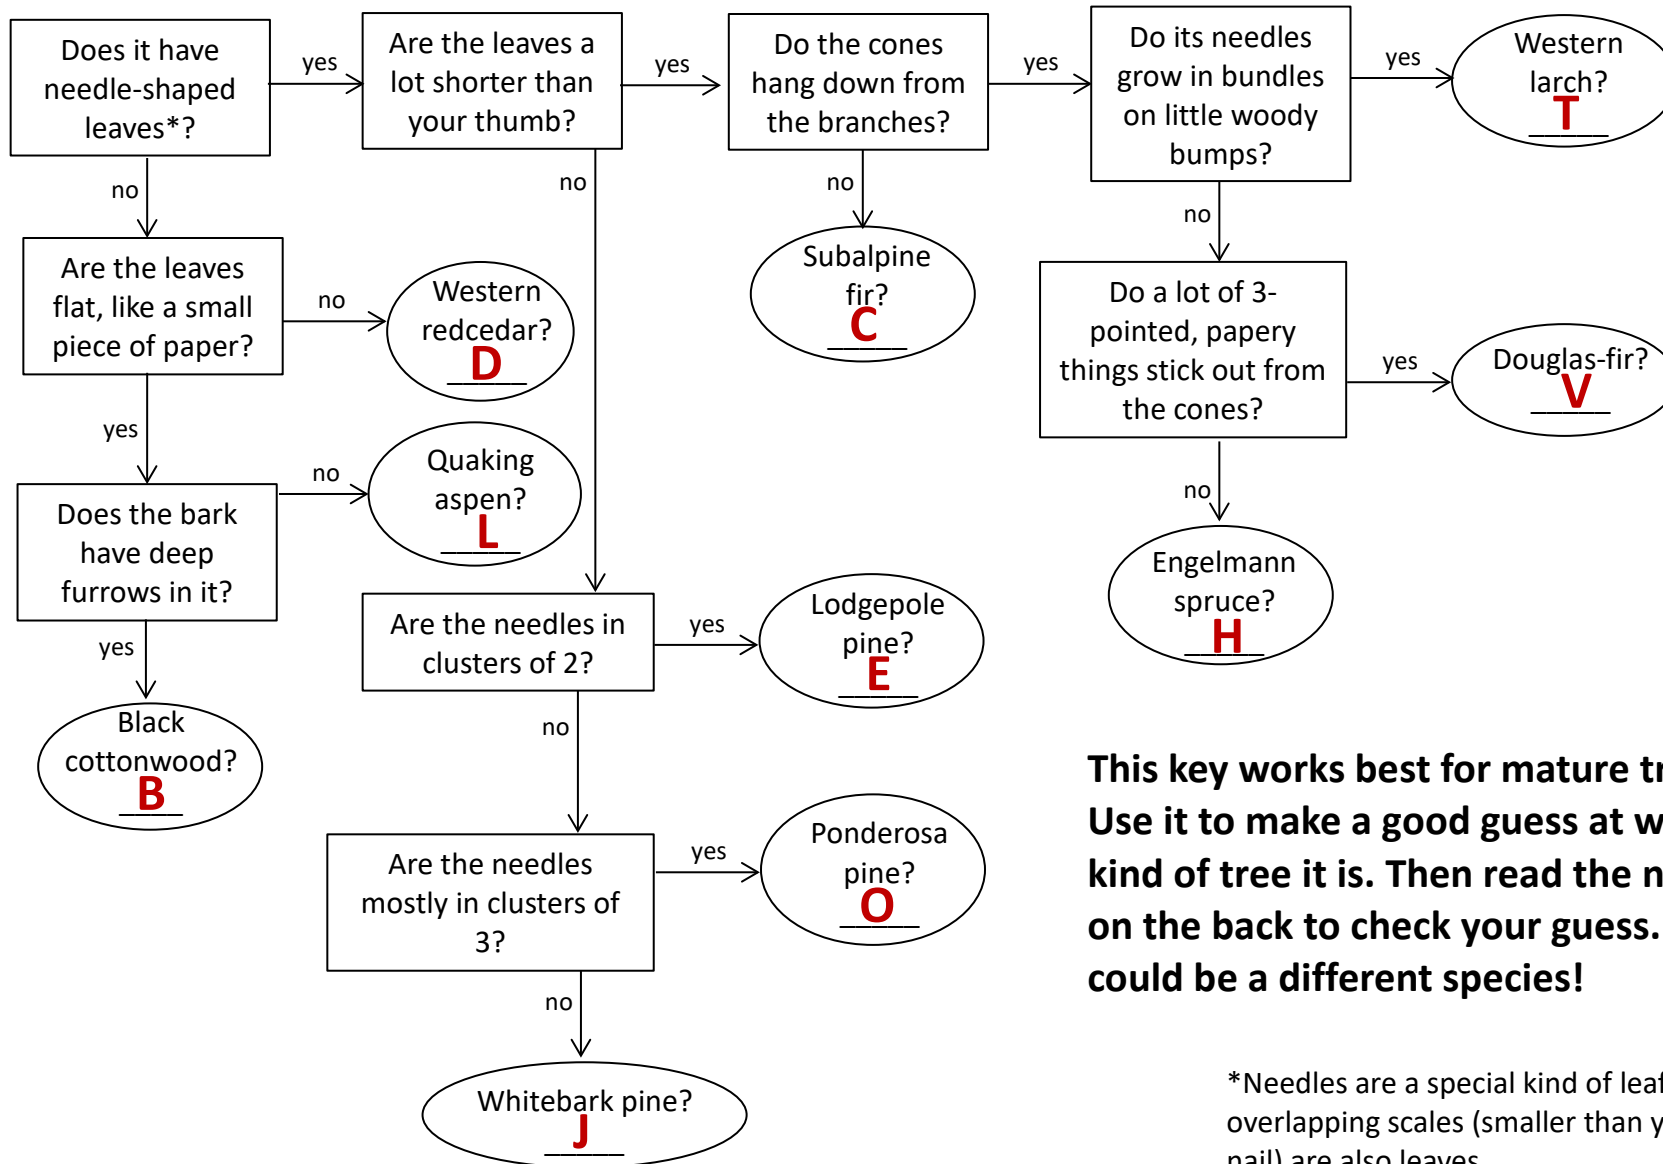 Does it have
needle-shaped
leaves*?
yes
Are the leaves a
lot shorter than
your thumb?
yes
Do the cones
hang down from
the branches?
yes
Do its needles
grow in bundles
on little woody
bumps?
yes
Western
larch?
T
no
no
no
no
Are the leaves
flat, like a small
piece of paper?
no
Western
redcedar?
D
Subalpine
fir?
C
Do a lot of 3-
pointed, papery
things stick out from
the cones?
yes
Douglas-fir?
V
yes
no
Does the bark
have deep
furrows in it?
no
Quaking
aspen?
L
Engelmann
spruce?
H
yes
Black
cottonwood?
B
Are the needles in
clusters of 2?
yes
Lodgepole
pine?
E
no
Are the needles
mostly in clusters of
3?
yes
Ponderosa
pine?
O
no
Whitebark pine?
J
This key works best for mature
Use it to make a good guess at
kind of tree it is. Then read the
on the back to check your guess.
could be a different species!
*Needles are a special kind of leaf
overlapping scales (smaller than
nail) are also leaves